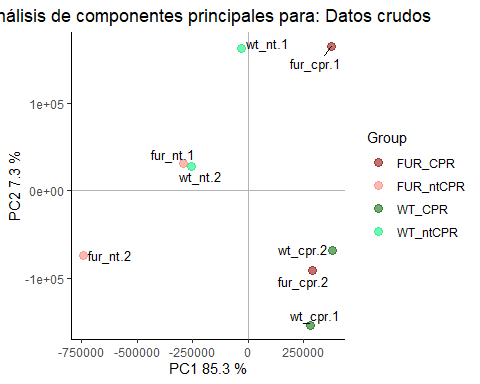 nálisis de componentes principales para: Datos crudos
wt_nt.1
fur_cpr.1
1e+05
fur_nt.1
wt_nt.2
0e+00
PC2 7.3 %
wt_cpr.2
fur_nt.2
-1e+05
fur_cpr.2
wt_cpr.1
-750000 -500000 -250000 0 250000
PC1 85.3 %
Group
FUR_CPR
FUR_ntCPR
WT_CPR
WT_ntCPR